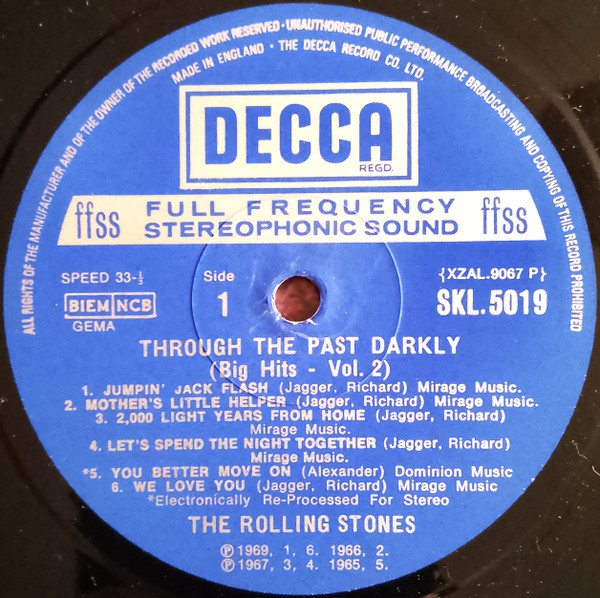 ALL RIGHTS OF THE MANUFACTURER AND OF THE OWNER OF THE RECORDED WORK RESERVED · UNAUTHORISED PUBLIC PERFORMANCE BROADCASTING AND COPYING OF THIS RECORD PROHIBITED
MADE IN ENGLAND · THE DECCA RECORD CO. LTD.
DECCA
REGD.
ffss FULL FREQUENCY ffss
STEREOPHONIC SOUND
SPEED 33-⅓ Side {XZAL.9067 P}
BIEM NCB 1 SKL.5019
GEMA
THROUGH THE PAST DARKLY
(Big Hits - Vol. 2)
1. JUMPIN' JACK FLASH (Jagger, Richard) Mirage Music.
2. MOTHER'S LITTLE HELPER (Jagger, Richard) Mirage Music.
3. 2,000 LIGHT YEARS FROM HOME (Jagger, Richard)
Mirage Music.
4. LET'S SPEND THE NIGHT TOGETHER (Jagger, Richard)
Mirage Music.
*5. YOU BETTER MOVE ON (Alexander) Dominion Music
6. WE LOVE YOU (Jagger, Richard) Mirage Music
*Electronically Re-Processed For Stereo
THE ROLLING STONES
Ⓟ1969, 1, 6. 1966, 2.
Ⓟ1967, 3, 4. 1965, 5.